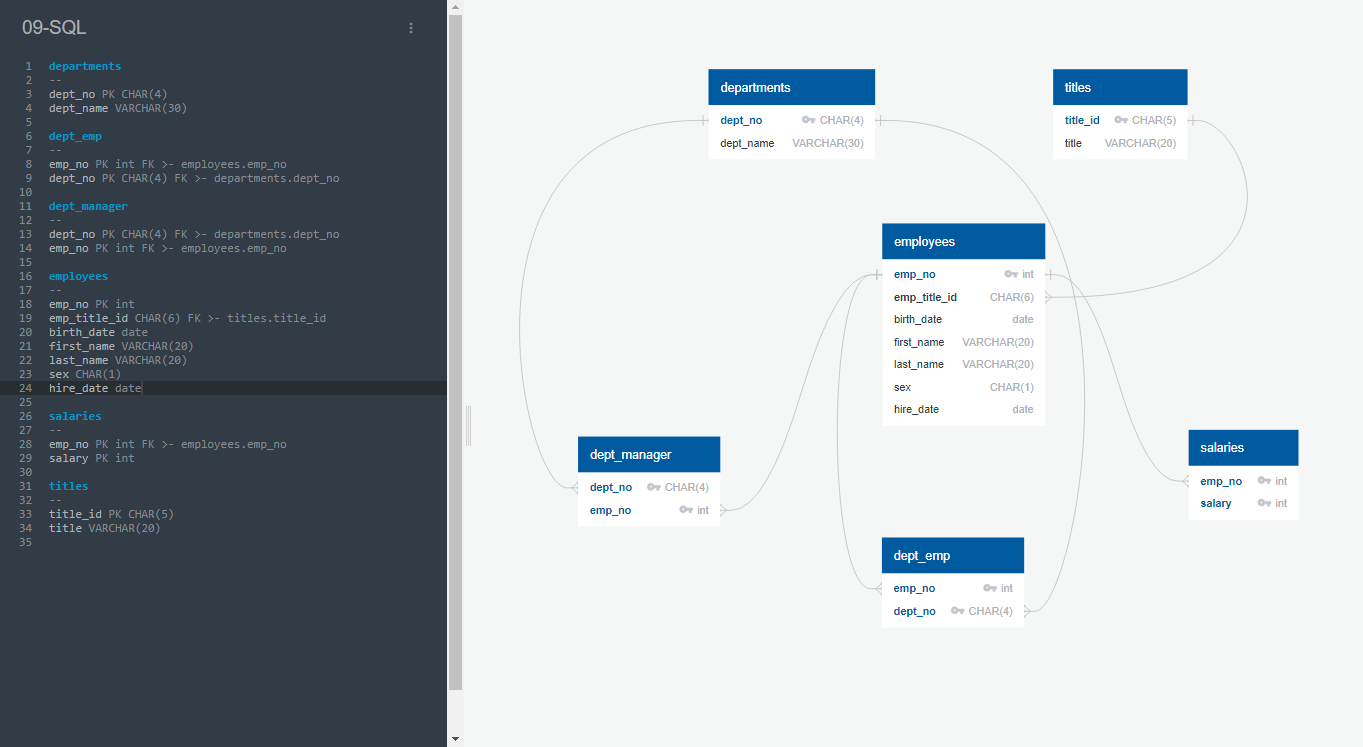 09-SQL
1 departments
2 --
3 dept_no PK CHAR(4)
4 dept_name VARCHAR(30)
5
6 dept_emp
7 --
8 emp_no PK int FK >- employees.emp_no
9 dept_no PK CHAR(4) FK >- departments.dept_no
10
11 dept_manager
12 --
13 dept_no PK CHAR(4) FK >- departments.dept_no
14 emp_no PK int FK >- employees.emp_no
15
16 employees
17 --
18 emp_no PK int
19 emp_title_id CHAR(6) FK >- titles.title_id
20 birth_date date
21 first_name VARCHAR(20)
22 last_name VARCHAR(20)
23 sex CHAR(1)
24 hire_date date
25
26 salaries
27 --
28 emp_no PK int FK >- employees.emp_no
29 salary PK int
30
31 titles
32 --
33 title_id PK CHAR(5)
34 title VARCHAR(20)
35
departments
dept_no CHAR(4)
dept_name VARCHAR(30)
titles
title_id CHAR(5)
title VARCHAR(20)
employees
emp_no int
emp_title_id CHAR(6)
birth_date date
first_name VARCHAR(20)
last_name VARCHAR(20)
sex CHAR(1)
hire_date date
dept_manager
dept_no CHAR(4)
emp_no int
salaries
emp_no int
salary int
dept_emp
emp_no int
dept_no CHAR(4)